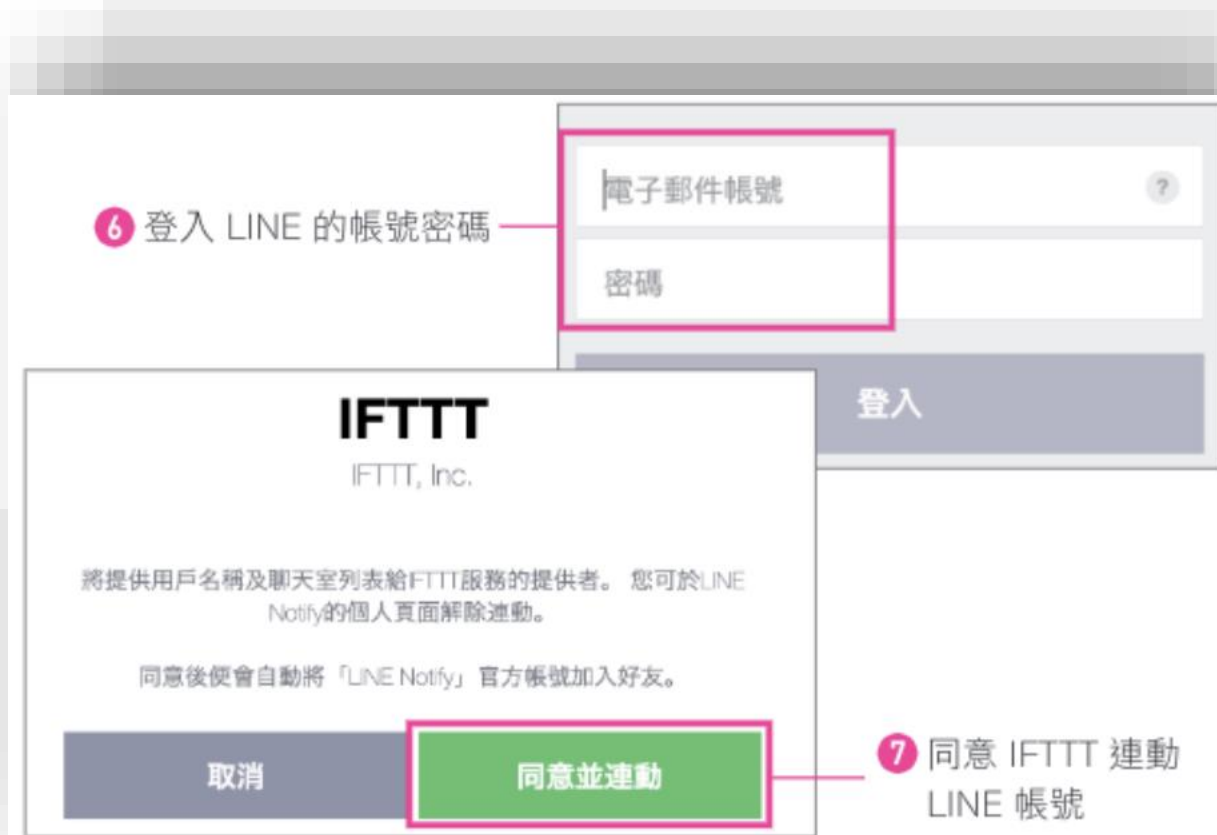 電子郵件帳號
?
6 登入 LINE 的帳號密碼
密碼
登入
IFTTT
IFTTT, Inc.
將提供用戶名稱及聊天室列表給IFTTT服務的提供者。 您可於LINE
Notify的個人頁面解除連動。
同意後便會自動將「LINE Notify」官方帳號加入好友。
取消
同意並連動
7 同意 IFTTT 連動
LINE 帳號